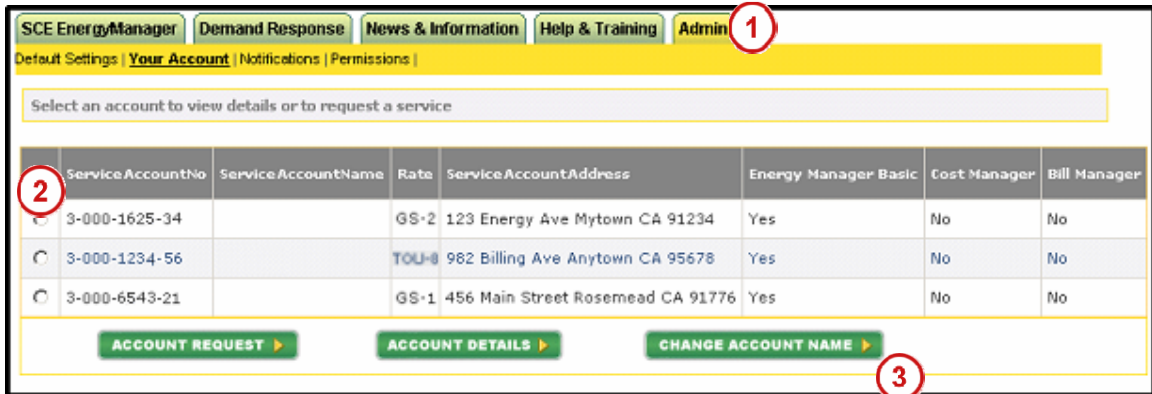 SCE EnergyManager Demand Response News & Information Help & Training Admin 1
Default Settings | Your Account | Notifications | Permissions |
Select an account to view details or to request a service
ServiceAccountNo ServiceAccountName Rate ServiceAccountAddress Energy Manager Basic Cost Manager Bill Manager
2
3-000-1625-34 GS-2 123 Energy Ave Mytown CA 91234 Yes No No
3-000-1234-56 TOU-8 982 Billing Ave Anytown CA 95678 Yes No No
3-000-6543-21 GS-1 456 Main Street Rosemead CA 91776 Yes No No
ACCOUNT REQUEST ACCOUNT DETAILS CHANGE ACCOUNT NAME
3